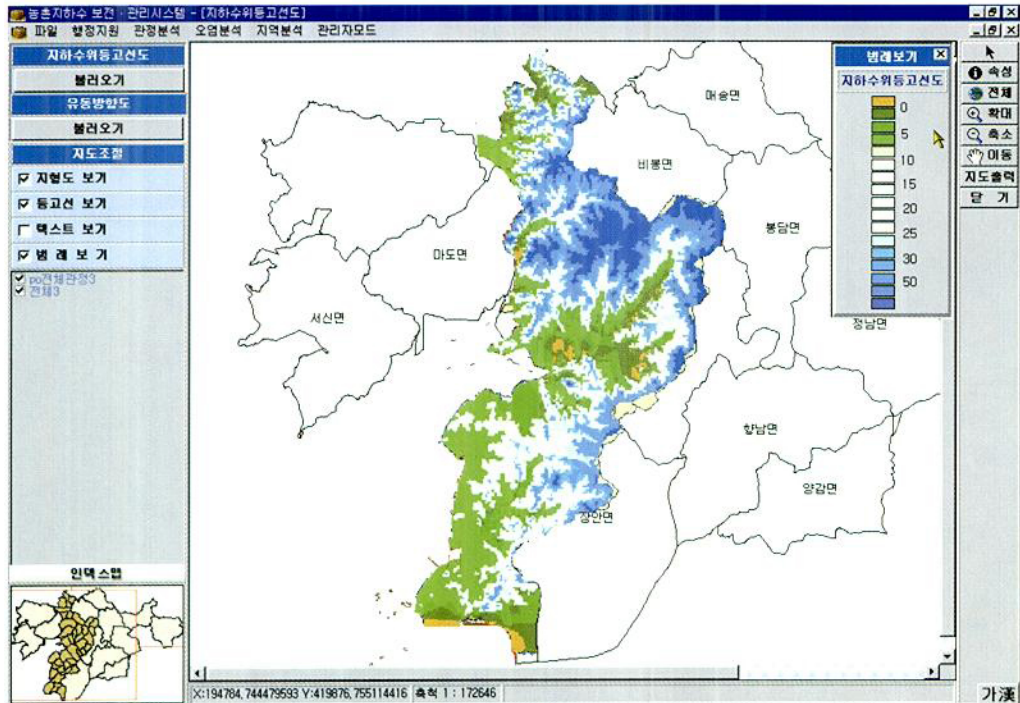 농촌지하수 보전·관리시스템 - [지하수위등고선도]
파일 행정지원 관정분석 오염분석 지역분석 관리자모드
지하수위등고선도
불러오기
유동방향도
불러오기
지도조절
지형도 보기
등고선 보기
텍스트 보기
범 례 보 기
po전체관정3
전체3
인덱스맵
매송면
비봉면
봉담면
마도면
서신면
정남면
향남면
양감면
장안면
범례보기
지하수위등고선도
0
5
10
15
20
25
30
50
속성
전체
확대
축소
이동
지도출력
닫 기
X:194784,744479593 Y:419876,755114416 축척 1 : 172646
가漢